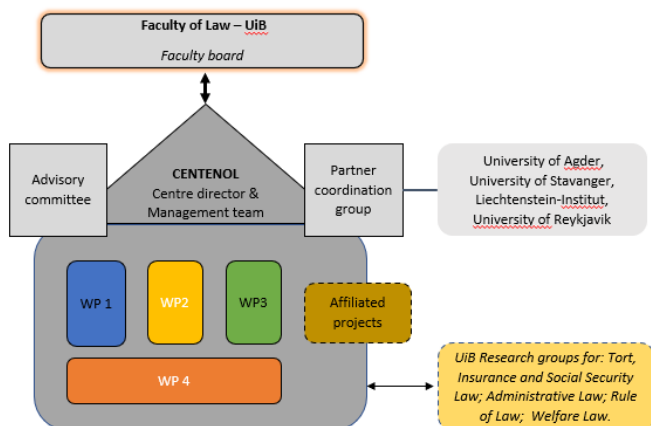 Faculty of Law – UiB
Faculty board
Advisory
committee
CENTENOL
Centre director &
Management team
Partner
coordination
group
University of Agder,
University of Stavanger,
Liechtenstein-Institut,
University of Reykjavik
WP 1
WP2
WP3
Affiliated
projects
WP 4
UiB Research groups for: Tort,
Insurance and Social Security
Law; Administrative Law; Rule
of Law;  Welfare Law.